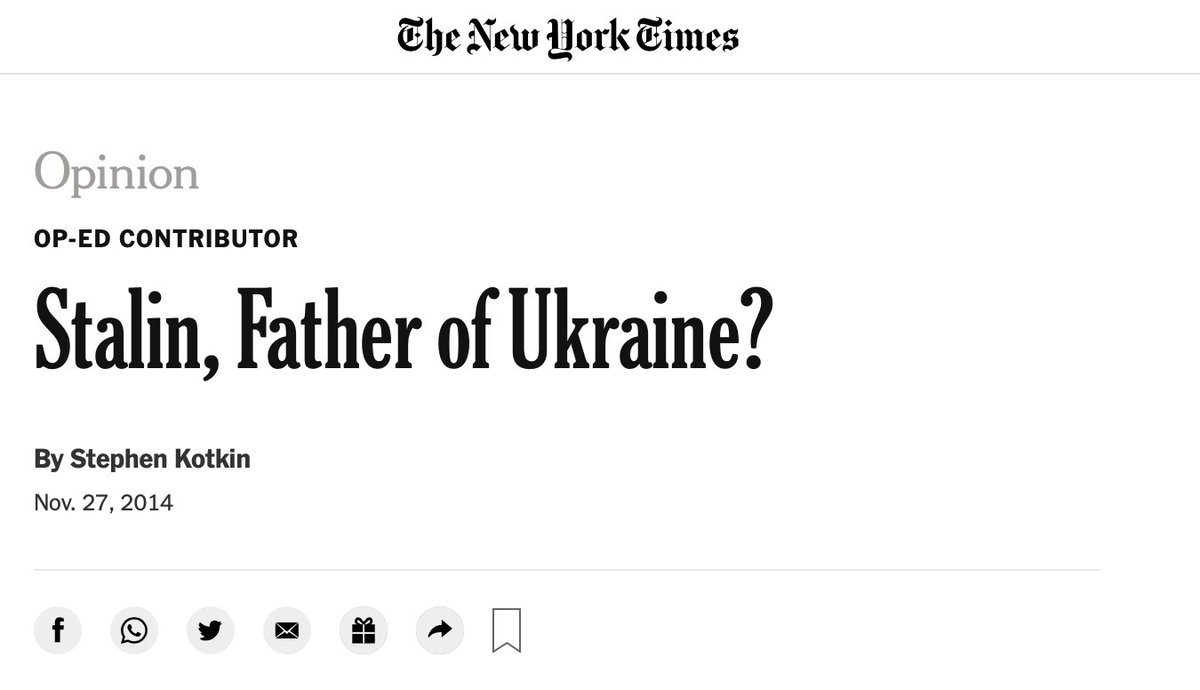 The New York Times
Opinion
OP-ED CONTRIBUTOR
Stalin, Father of Ukraine?
By Stephen Kotkin
Nov. 27, 2014